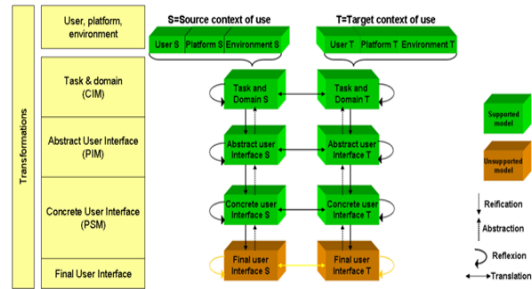 Transformations
User, platform,
environment
Task & domain
(CIM)
Abstract User Interface
(PIM)
Concrete User Interface
(PSM)
Final User Interface
S=Source context of use
T=Target context of use
User S
Platform S
Environment S
User T
Platform T
Environment T
Task and
Domain S
Task and
Domain T
Abstract user
Interface S
Abstract user
Interface T
Concrete user
Interface S
Concrete user
Interface T
Final user
Interface S
Final user
Interface T
Supported
model
Unsupported
model
Reification
Abstraction
Reflexion
Translation